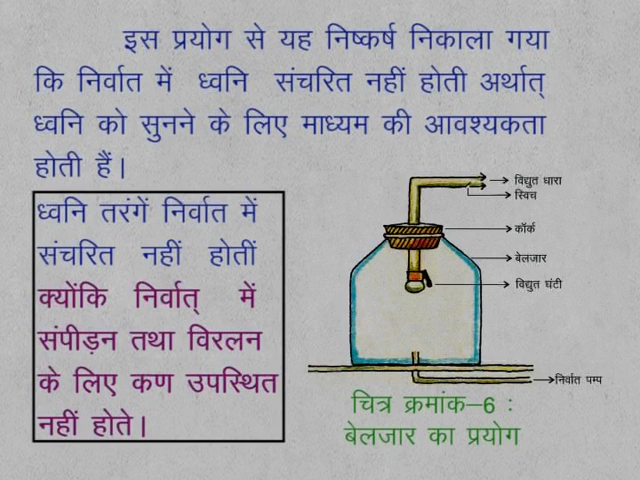 इस प्रयोग से यह निष्कर्ष निकाला गया
कि निर्वात में ध्वनि संचरित नहीं होती अर्थात्
ध्वनि को सुनने के लिए माध्यम की आवश्यकता
होती हैं।
ध्वनि तरंगें निर्वात में
संचरित नहीं होतीं
क्योंकि निर्वात् में
संपीड़न तथा विरलन
के लिए कण उपस्थित
नहीं होते।
विद्युत धारा
स्विच
कॉर्क
बेलजार
विद्युत घंटी
निर्वात पम्प
चित्र क्रमांक–6 :
बेलजार का प्रयोग